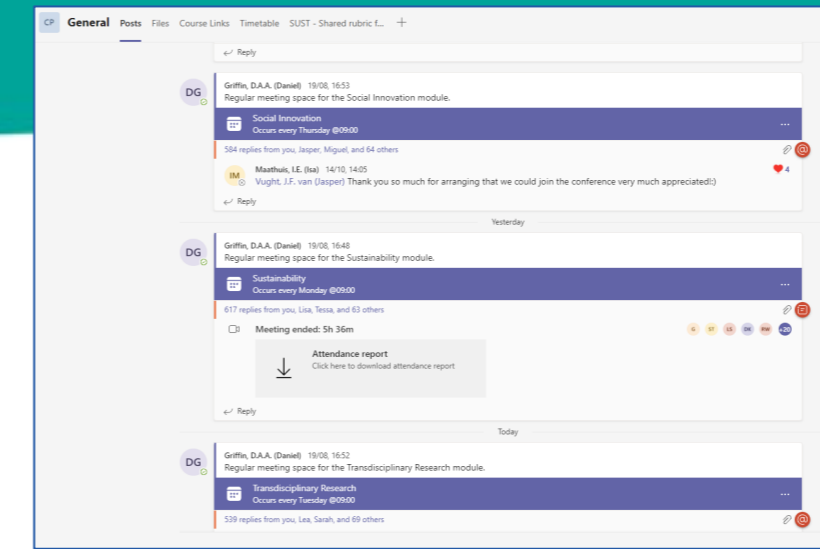 CP General Posts Files Course Links Timetable SUST - Shared rubric f... +
Reply
DG
Griffin, D.A.A. (Daniel) 19/08, 16:53
Regular meeting space for the Social Innovation module.
Social Innovation
Occurs every Thursday @09:00
584 replies from you, Jasper, Miguel, and 64 others
IM
Maathuis, I.E. (Isa) 14/10, 14:05
4
Vught, J.F. van (Jasper) Thank you so much for arranging that we could join the conference very much appreciated!:)
Reply
Yesterday
DG
Griffin, D.A.A. (Daniel) 19/08, 16:48
Regular meeting space for the Sustainability module.
Sustainability
Occurs every Monday @09:00
617 replies from you, Lisa, Tessa, and 63 others
Meeting ended: 5h 36m
G ST LS DK RW +20
Attendance report
Click here to download attendance report
Reply
Today
DG
Griffin, D.A.A. (Daniel) 19/08, 16:52
Regular meeting space for the Transdisciplinary Research module.
Transdisciplinary Research
Occurs every Tuesday @09:00
539 replies from you, Lea, Sarah, and 69 others